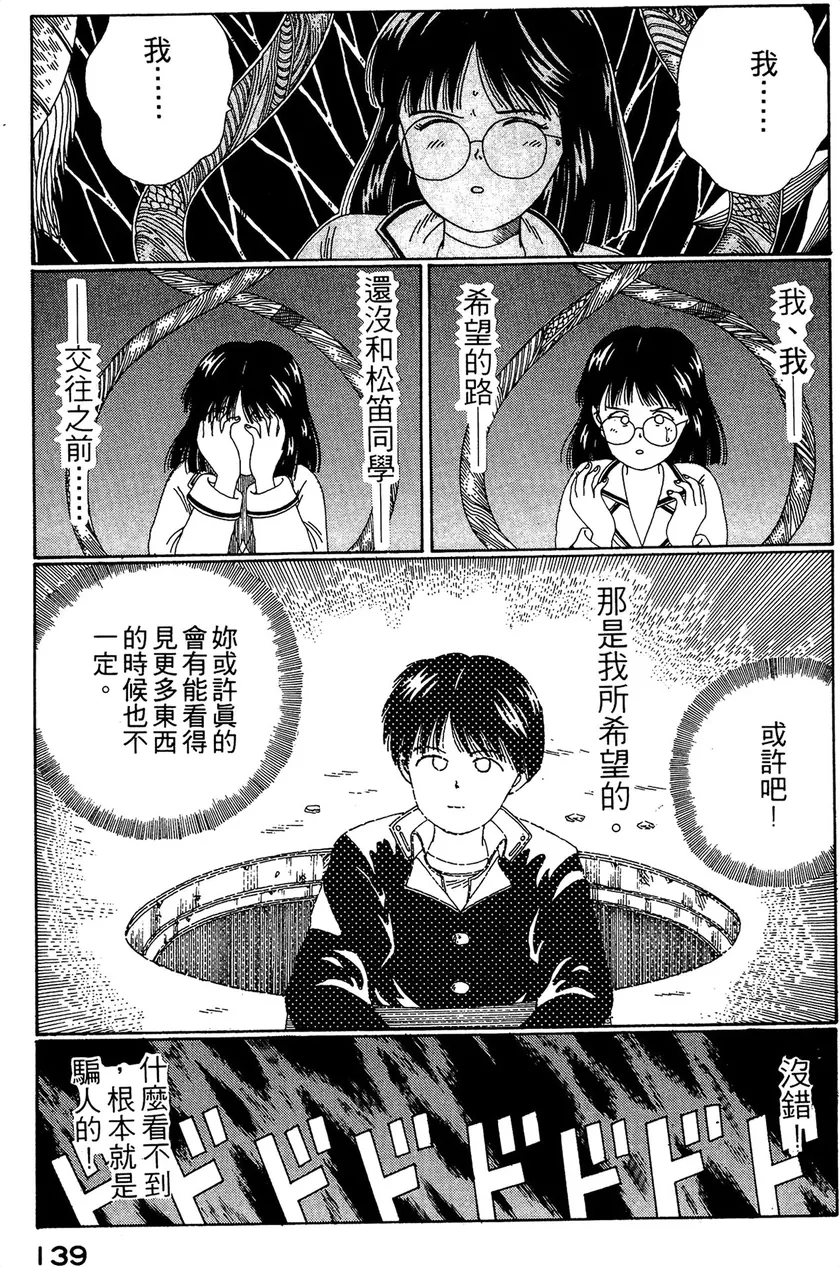 我……
我……
我、我——
希望的路——
還沒和松笛同學——
——交往之前……
或許吧！
那是我所希望的。
妳或許真的
會有能看得
見更多東西
的時候也不
一定。
沒錯！
什麼看不到
，根本就是
騙人的！
ドドドドドドドド
139